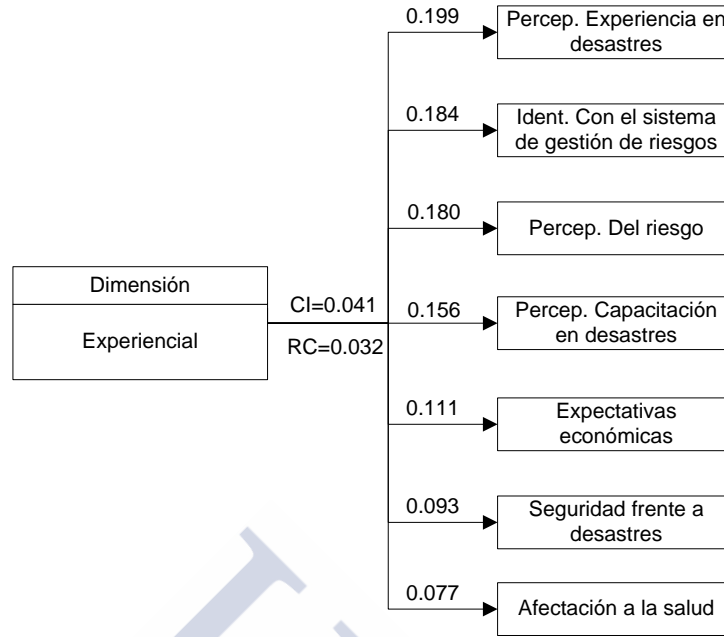 0.199
Percep. Experiencia en
desastres
0.184
Ident. Con el sistema
de gestión de riesgos
0.180
Percep. Del riesgo
Dimensión
Experiencial
CI=0.041
RC=0.032
0.156
Percep. Capacitación
en desastres
0.111
Expectativas
económicas
0.093
Seguridad frente a
desastres
0.077
Afectación a la salud